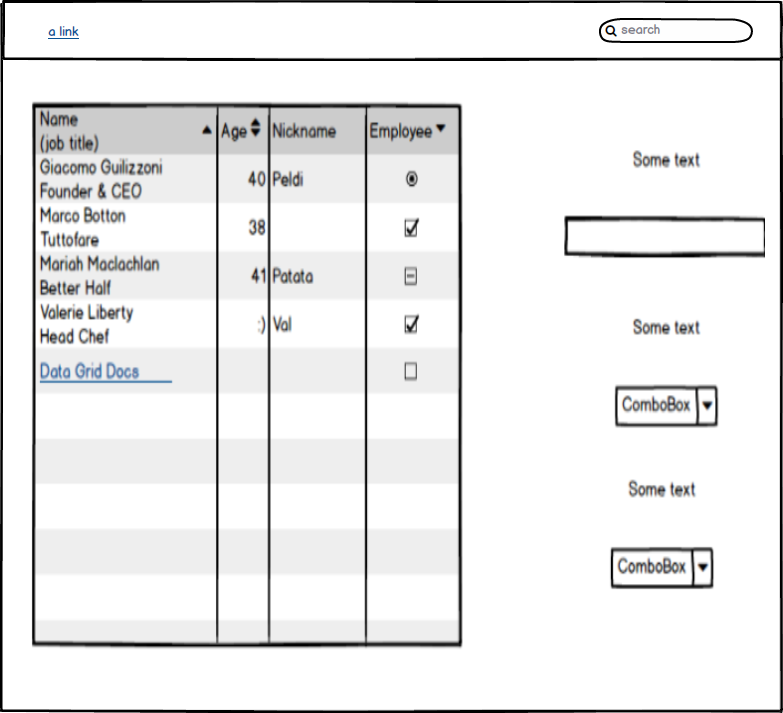 a link
search
Name
(job title)
Age
Nickname
Employee
Giacomo Guilizzoni
Founder & CEO
40
Peldi
Marco Botton
Tuttofare
38
Mariah Maclachlan
Better Half
41
Patata
Valerie Liberty
Head Chef
:)
Val
Data Grid Docs
Some text
Some text
ComboBox
Some text
ComboBox